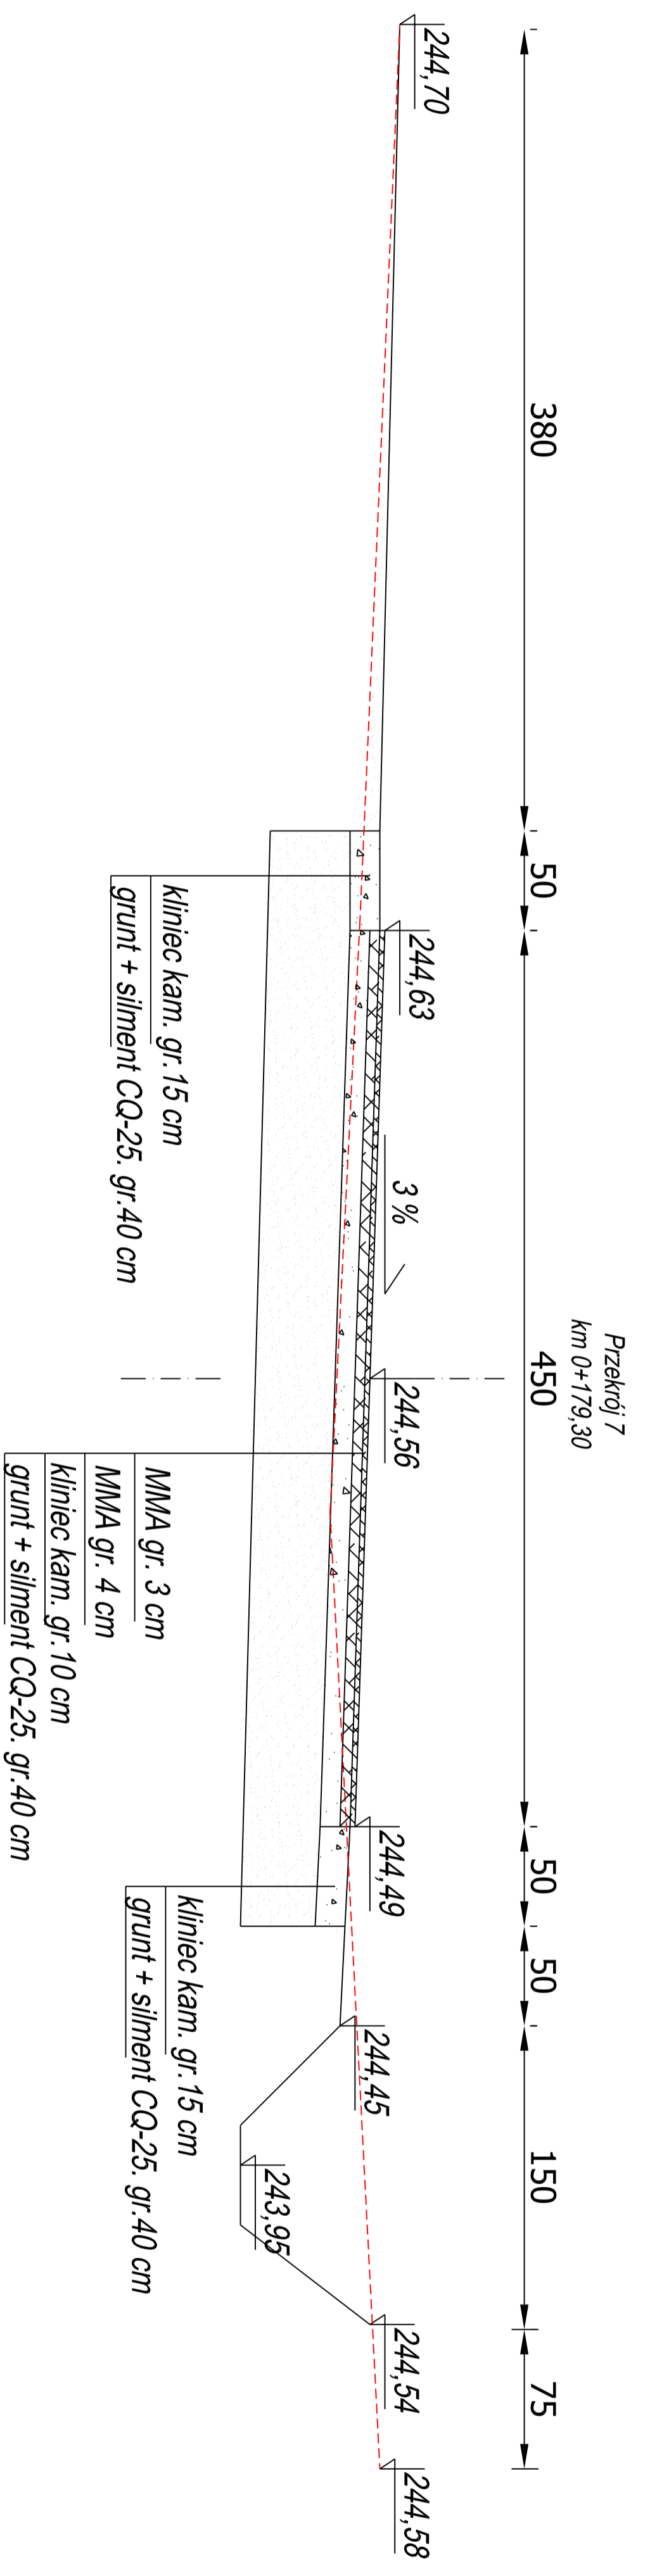 Przekrój 7
km 0+179,30
380
50
450
50
50
150
75
244,70
244,63
3 %
244,56
244,49
244,45
243,95
244,54
244,58
kliniec kam. gr.15 cm
grunt + silment CQ-25. gr.40 cm
MMA gr. 3 cm
MMA gr. 4 cm
kliniec kam. gr.10 cm
grunt + silment CQ-25. gr.40 cm
kliniec kam. gr.15 cm
grunt + silment CQ-25. gr.40 cm